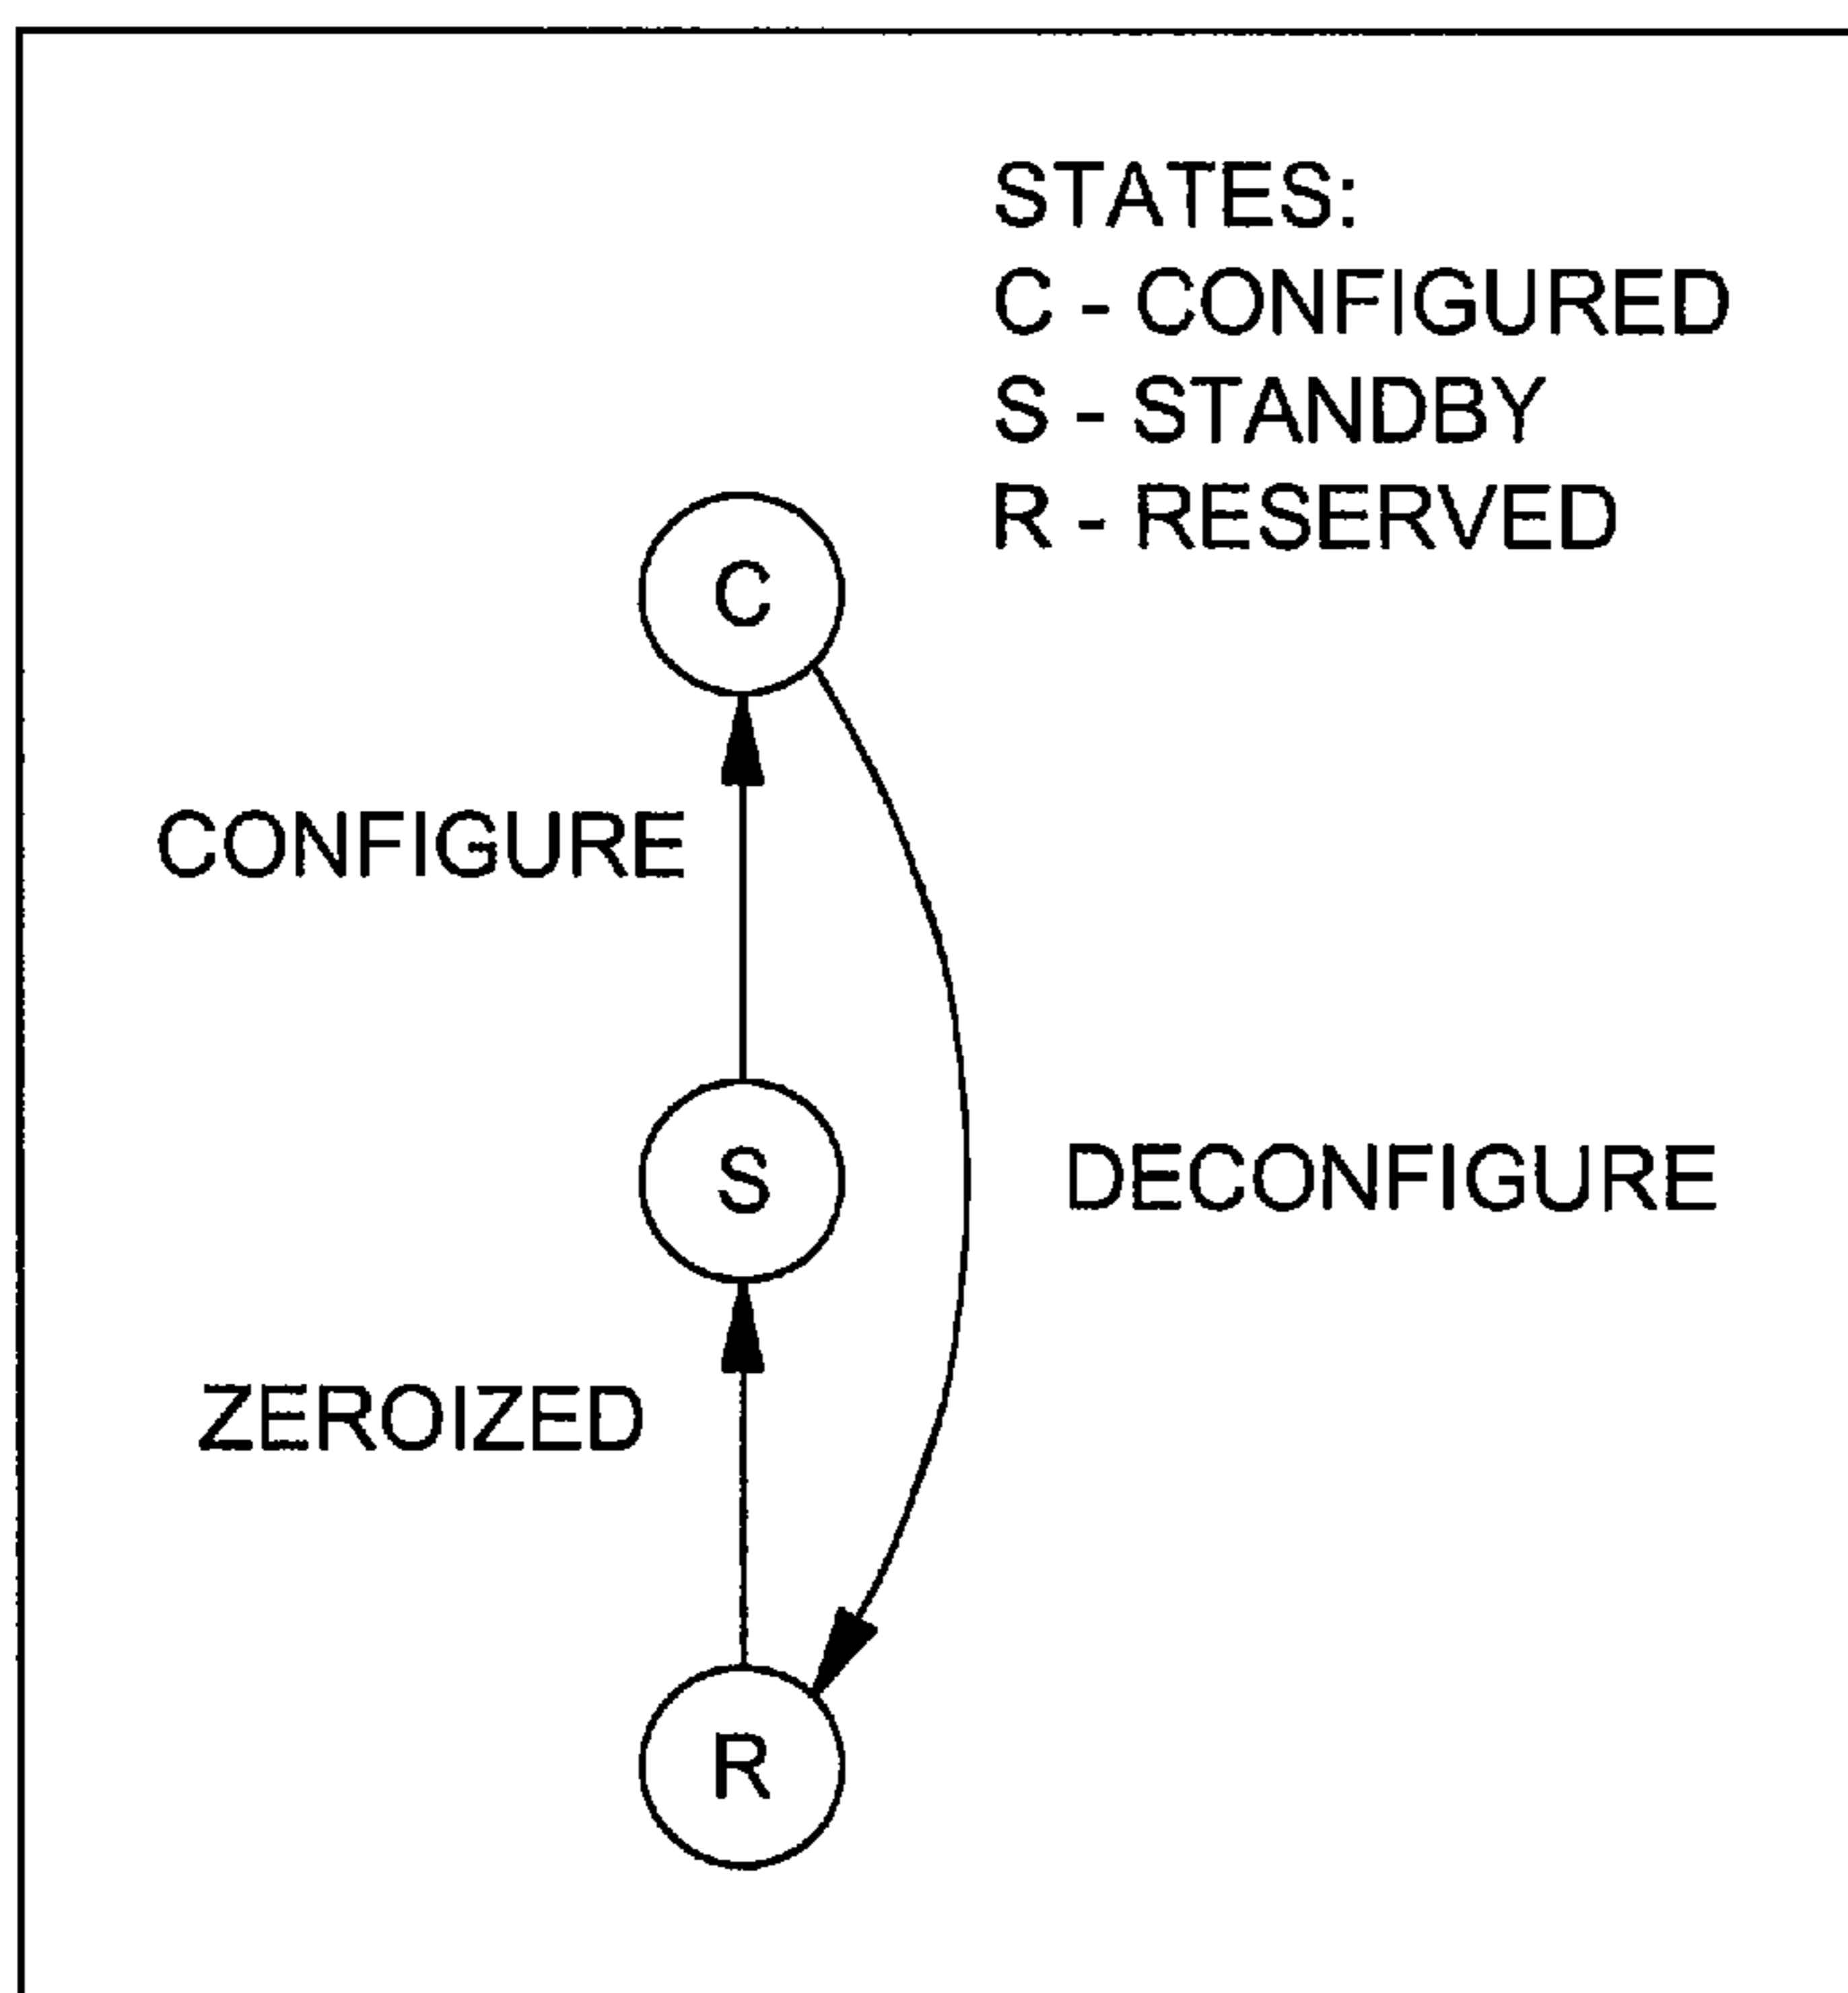 STATES:
C - CONFIGURED
S - STANDBY
R - RESERVED
C
CONFIGURE
S
DECONFIGURE
ZEROIZED
R